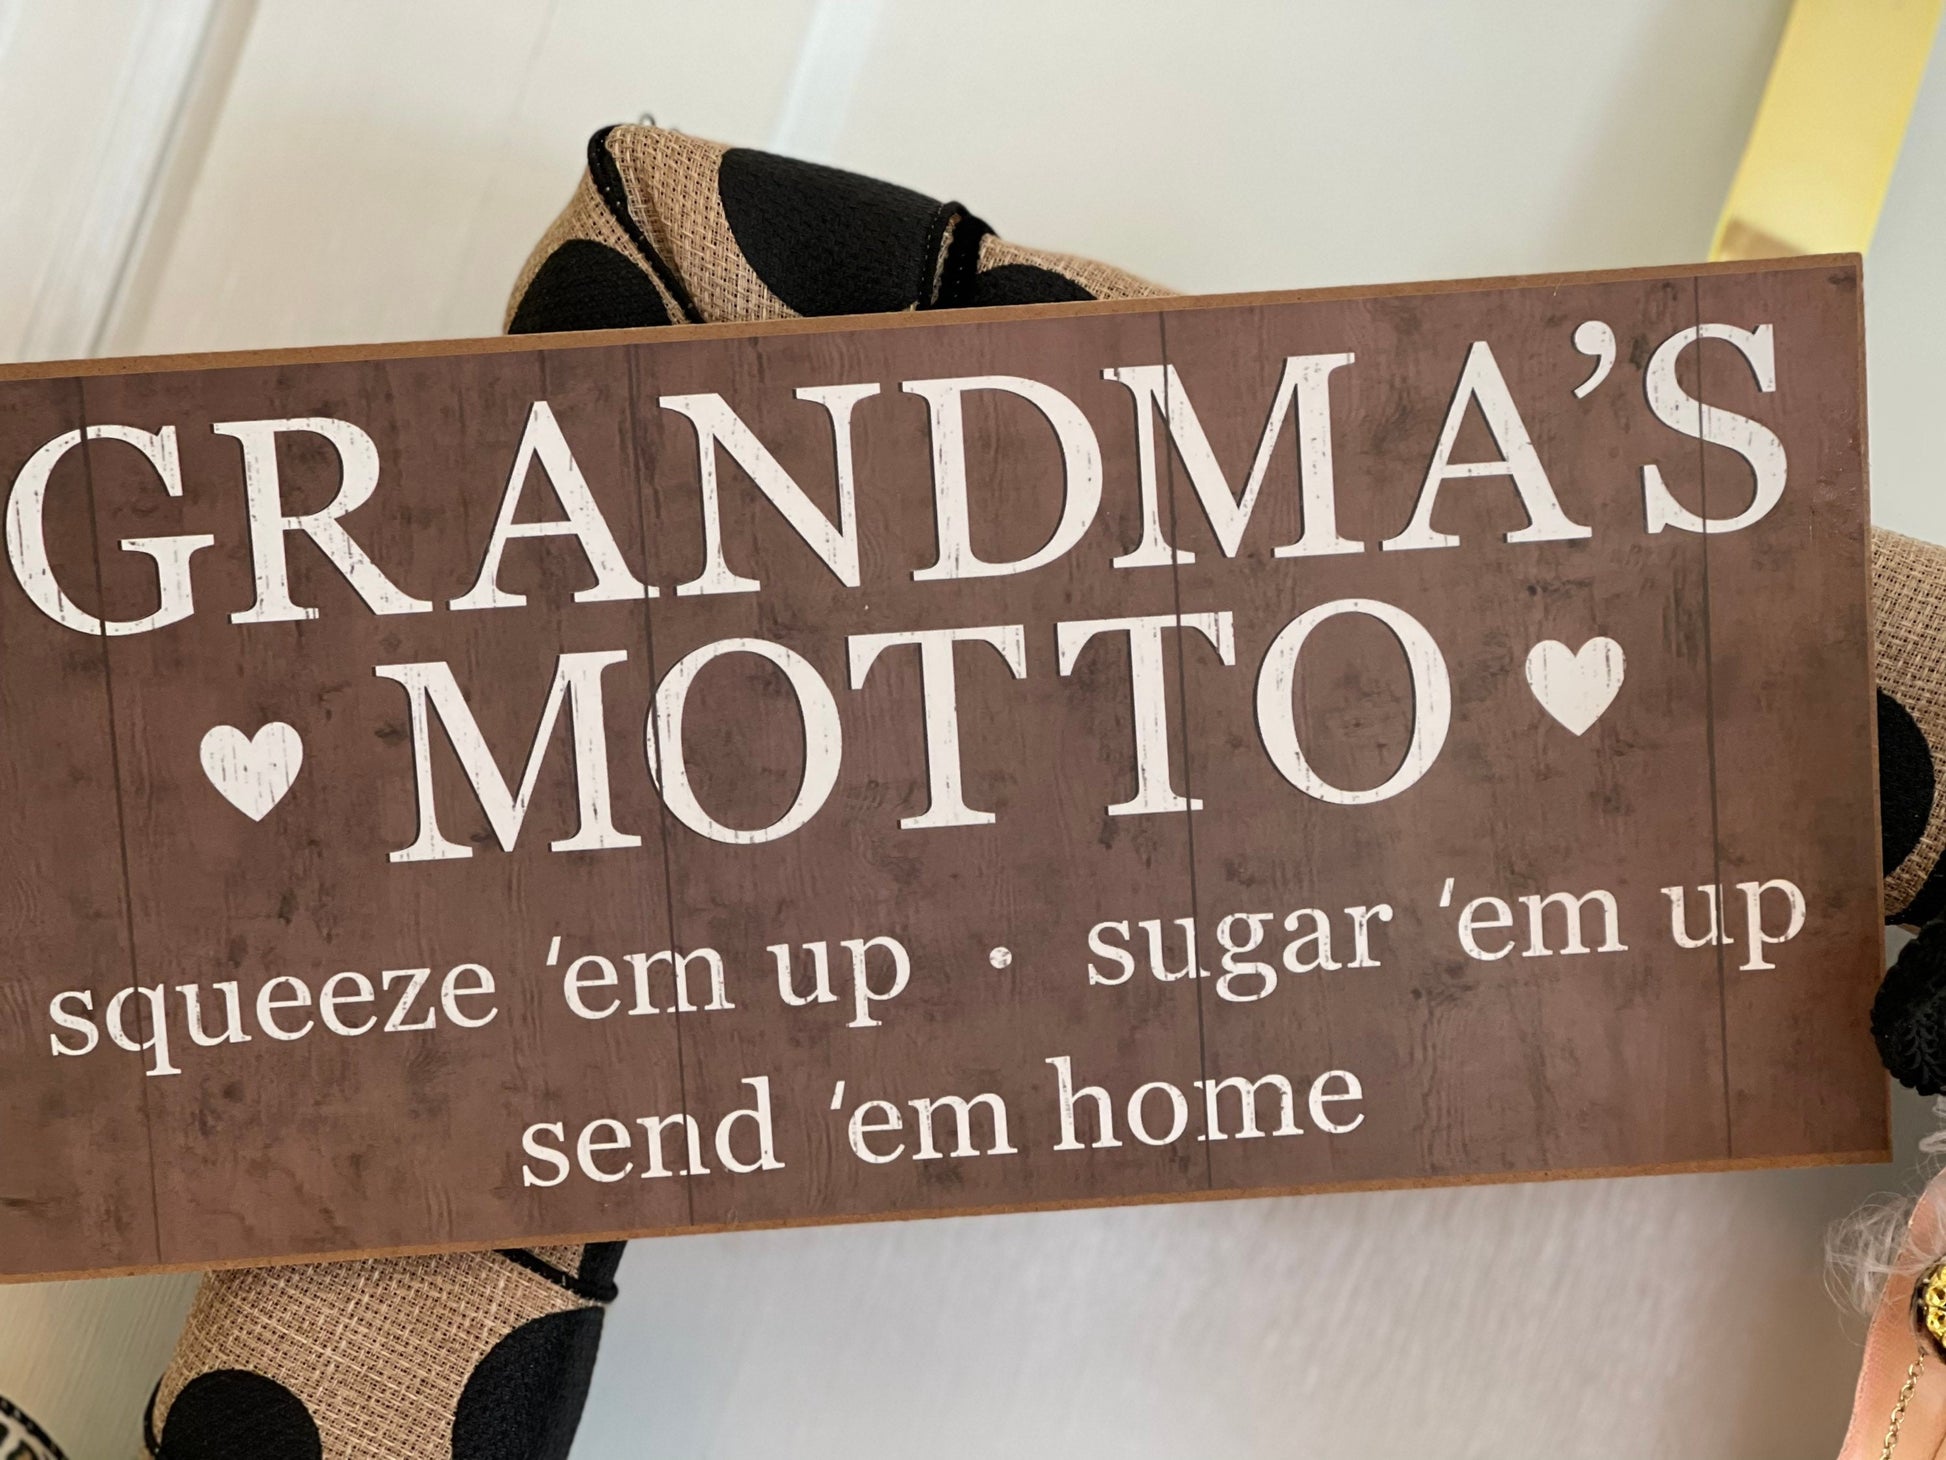 GRANDMA’S
♥ MOTTO ♥
squeeze ’em up • sugar ’em up
send ’em home